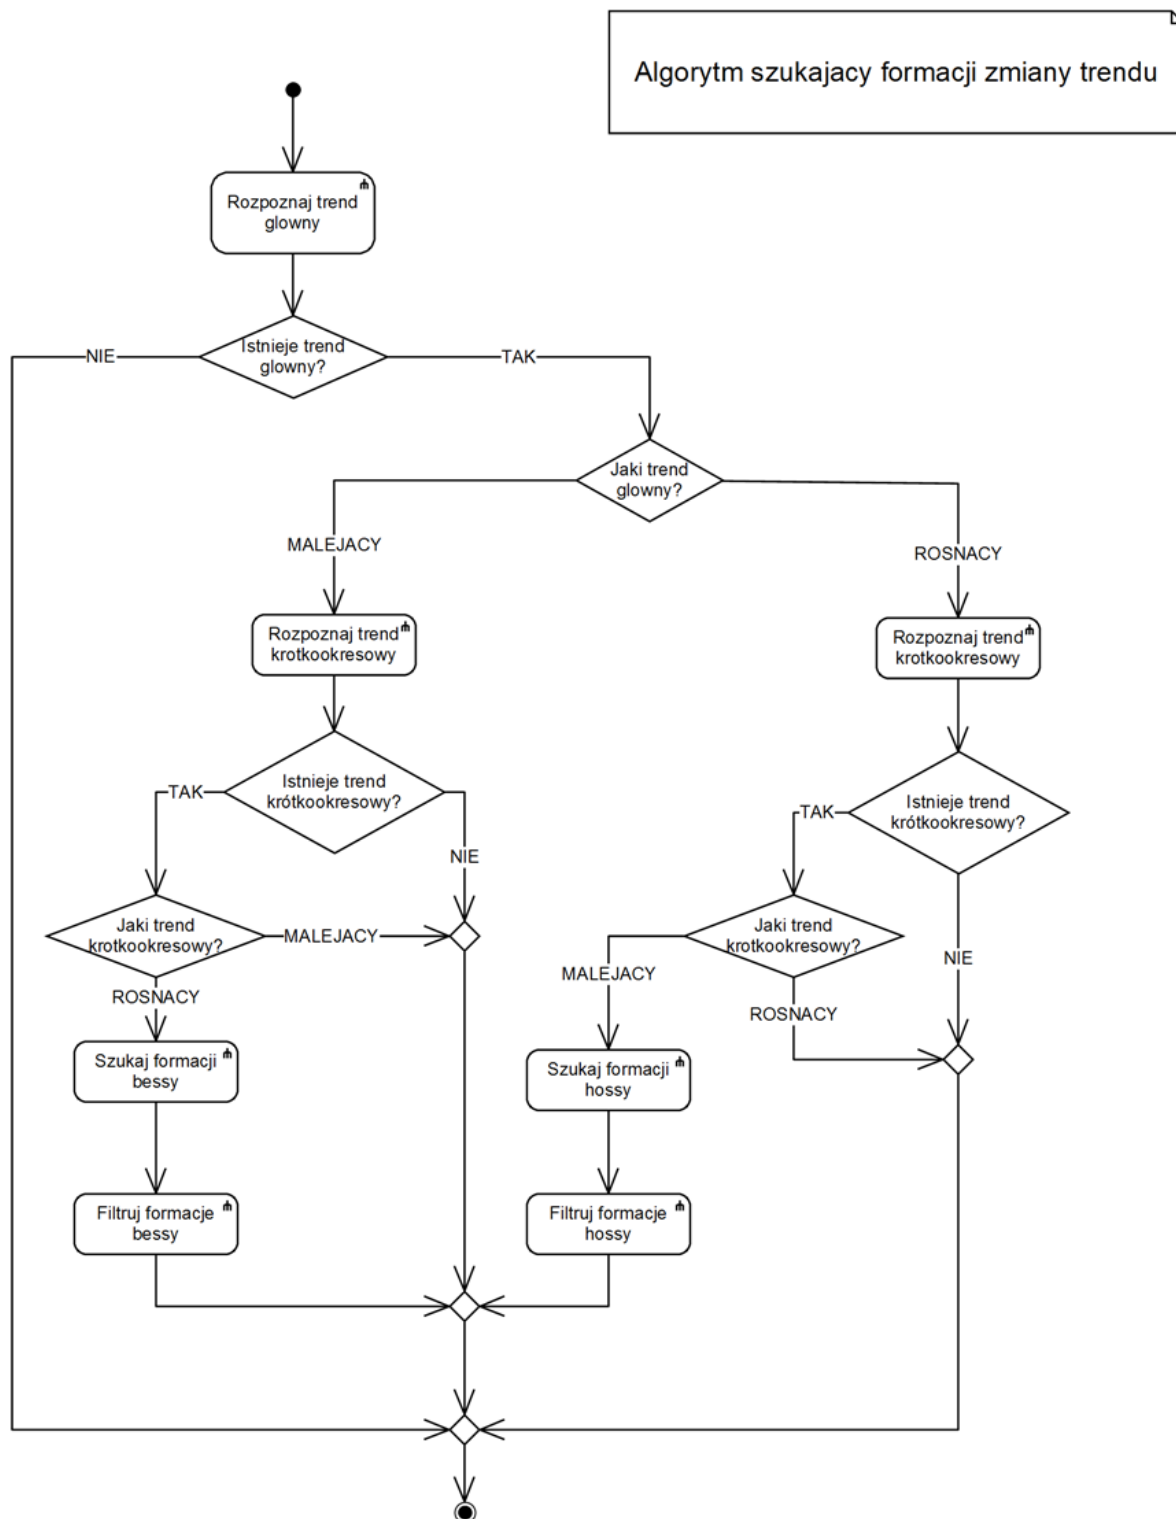 Algorytm szukajacy formacji zmiany trendu
Rozpoznaj trend
glowny
Istnieje trend
glowny?
NIE
TAK
Jaki trend
glowny?
MALEJACY
ROSNACY
Rozpoznaj trend
krotkookresowy
Rozpoznaj trend
krotkookresowy
Istnieje trend
krótkookresowy?
TAK
NIE
Istnieje trend
krótkookresowy?
TAK
NIE
Jaki trend
krotkookresowy?
MALEJACY
ROSNACY
Jaki trend
krotkookresowy?
MALEJACY
ROSNACY
Szukaj formacji
bessy
Szukaj formacji
hossy
Filtruj formacje
bessy
Filtruj formacje
hossy